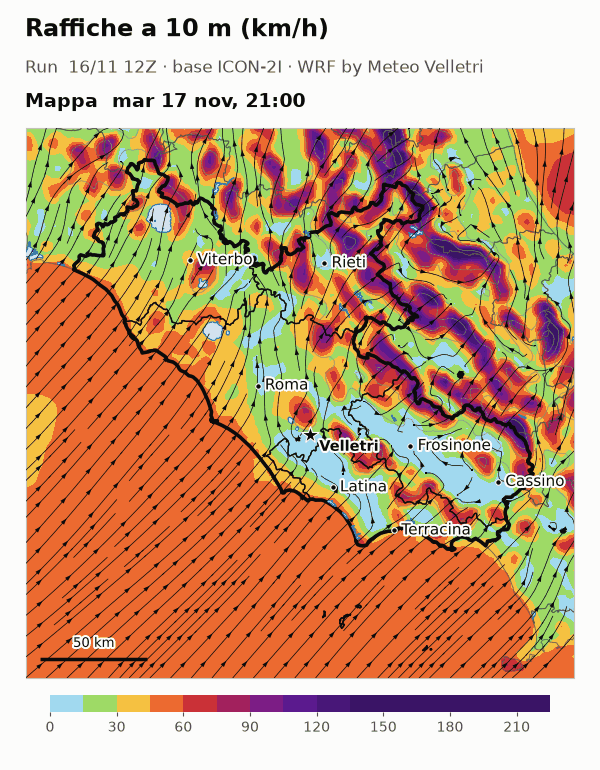 Raffiche a 10 m (km/h)
Run  16/11 12Z · base ICON-2I · WRF by Meteo Velletri
Mappa  mar 17 nov, 21:00
Viterbo
Rieti
Roma
Velletri
Frosinone
Latina
Cassino
Terracina
50 km
0 30 60 90 120 150 180 210